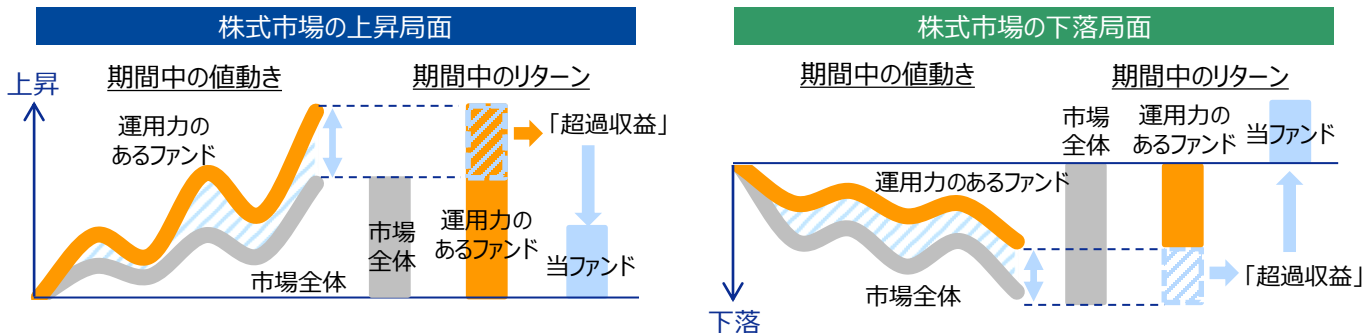 株式市場の上昇局面
期間中の値動き
期間中のリターン
上昇
運用力の
あるファンド
「超過収益」
市場
全体
運用力の
あるファンド
当ファンド
市場全体
株式市場の下落局面
期間中の値動き
期間中のリターン
市場
全体
運用力の
あるファンド
当ファンド
運用力のあるファンド
市場全体
「超過収益」
下落